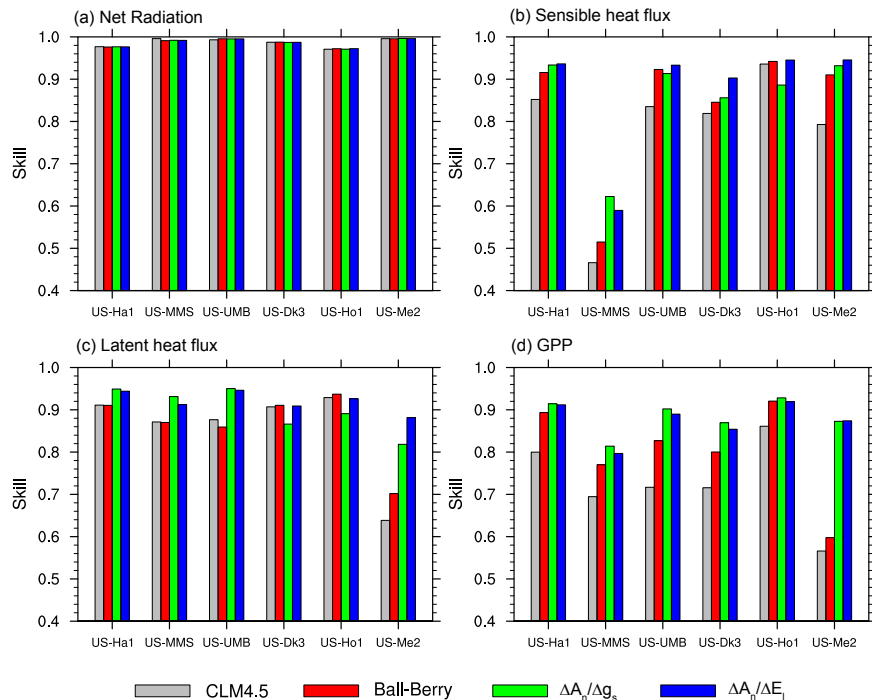 (a) Net Radiation
(b) Sensible heat flux
1.0
0.9
0.8
0.7
0.6
0.5
0.4
Skill
US-Ha1 US-MMS US-UMB US-Dk3 US-Ho1 US-Me2
1.0
0.9
0.8
0.7
0.6
0.5
0.4
Skill
US-Ha1 US-MMS US-UMB US-Dk3 US-Ho1 US-Me2
(c) Latent heat flux
(d) GPP
1.0
0.9
0.8
0.7
0.6
0.5
0.4
Skill
US-Ha1 US-MMS US-UMB US-Dk3 US-Ho1 US-Me2
1.0
0.9
0.8
0.7
0.6
0.5
0.4
Skill
US-Ha1 US-MMS US-UMB US-Dk3 US-Ho1 US-Me2
CLM4.5 Ball-Berry ΔAn/Δgs ΔAn/ΔEl